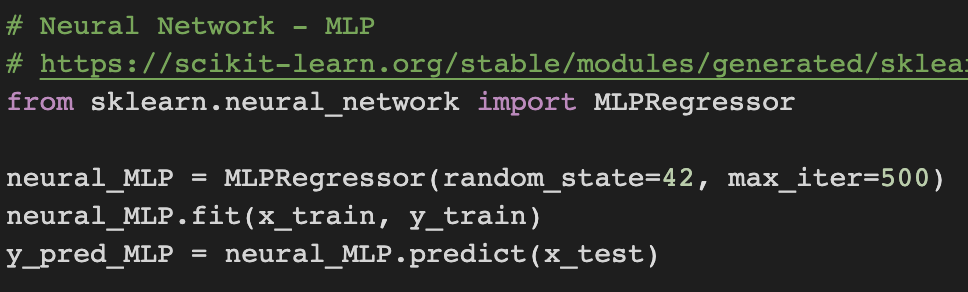 # Neural Network - MLP
# https://scikit-learn.org/stable/modules/generated/sklear
from sklearn.neural_network import MLPRegressor
neural_MLP = MLPRegressor(random_state=42, max_iter=500)
neural_MLP.fit(x_train, y_train)
y_pred_MLP = neural_MLP.predict(x_test)